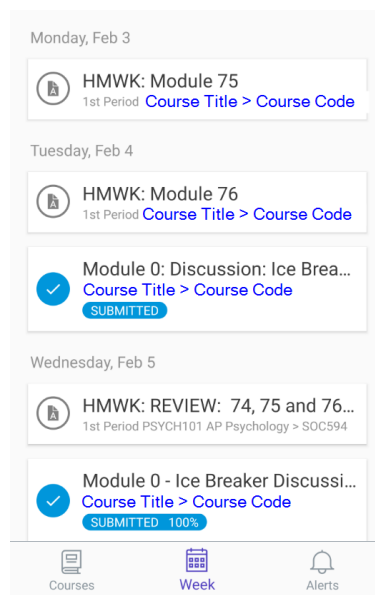 Monday, Feb 3
HMWK: Module 75
1st Period Course Title > Course Code
Tuesday, Feb 4
HMWK: Module 76
1st Period Course Title > Course Code
Module 0: Discussion: Ice Brea...
Course Title > Course Code
SUBMITTED
Wednesday, Feb 5
HMWK: REVIEW: 74, 75 and 76...
1st Period PSYCH101 AP Psychology > SOC594
Module 0 - Ice Breaker Discussi...
Course Title > Course Code
SUBMITTED 100%
Courses Week Alerts